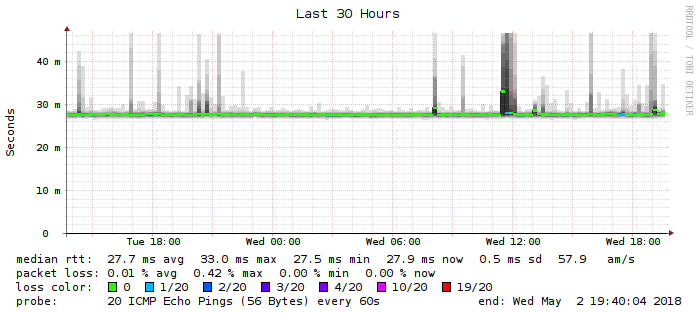 Last 30 Hours
RRDTOOL / TOBI OETIKER
Seconds
40 m
30 m
20 m
10 m
0
Tue 18:00 Wed 00:00 Wed 06:00 Wed 12:00 Wed 18:00
median rtt: 27.7 ms avg 33.0 ms max 27.5 ms min 27.9 ms now 0.5 ms sd 57.9 am/s
packet loss: 0.01 % avg 0.42 % max 0.00 % min 0.00 % now
loss color: 0 1/20 2/20 3/20 4/20 10/20 19/20
probe: 20 ICMP Echo Pings (56 Bytes) every 60s end: Wed May 2 19:40:04 2018